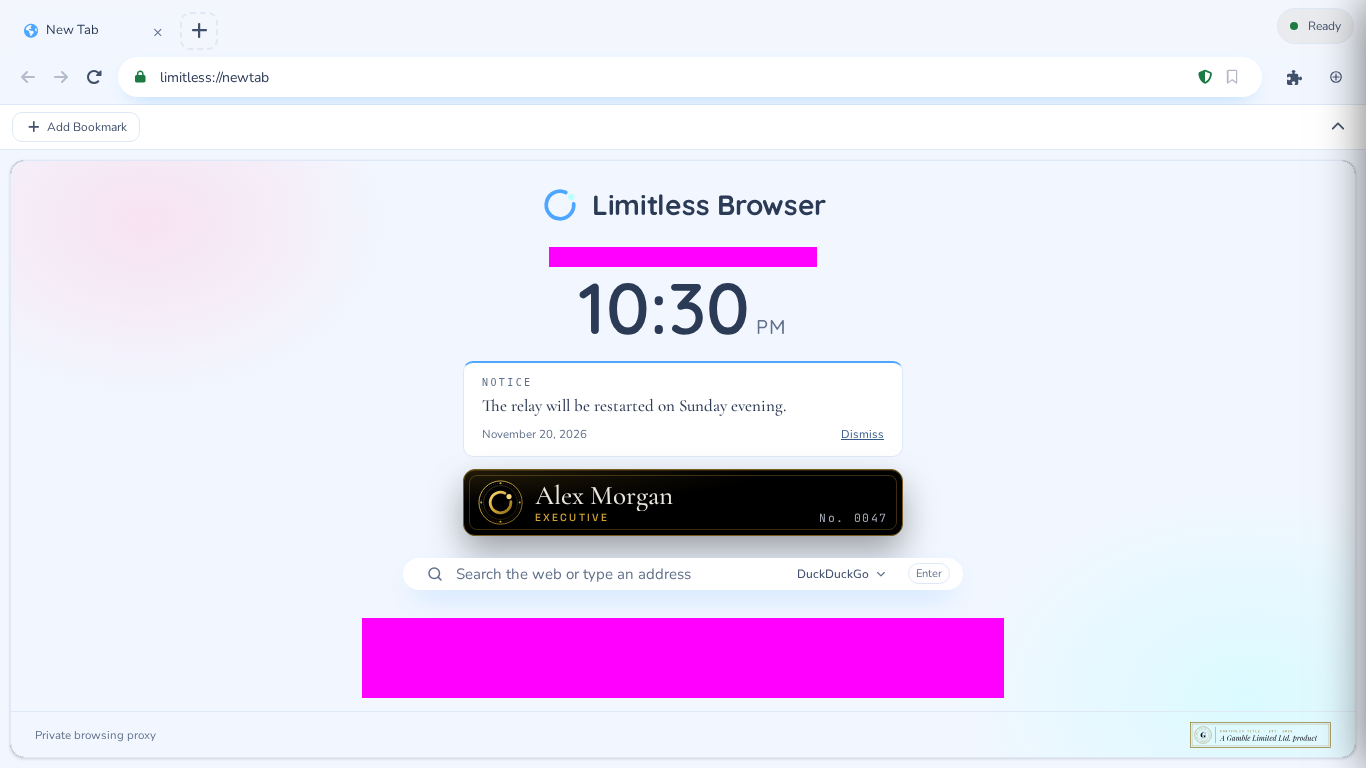 New Tab
Ready
limitless://newtab
Add Bookmark
Limitless Browser
10:30 PM
NOTICE
The relay will be restarted on Sunday evening.
November 20, 2026
Dismiss
Alex Morgan
EXECUTIVE
No. 0047
Search the web or type an address
DuckDuckGo
Enter
Private browsing proxy
G
A Gamble Limited Ltd. product